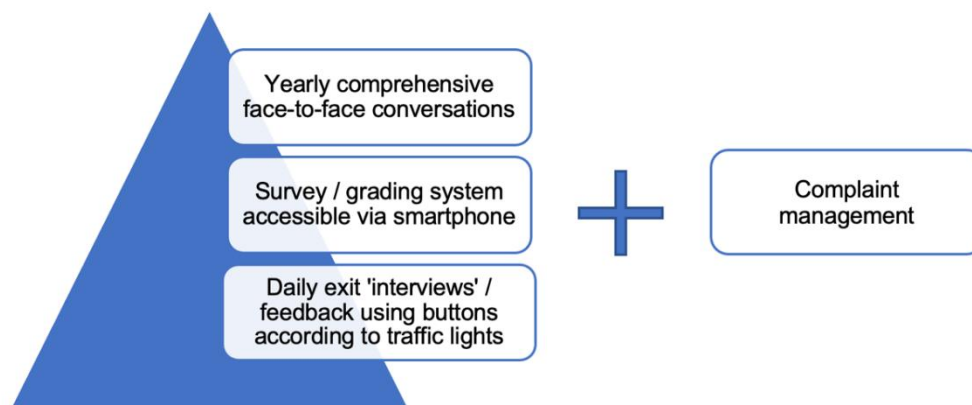 Yearly comprehensive
face-to-face conversations
Survey / grading system
accessible via smartphone
Daily exit 'interviews' /
feedback using buttons
according to traffic lights
Complaint
management